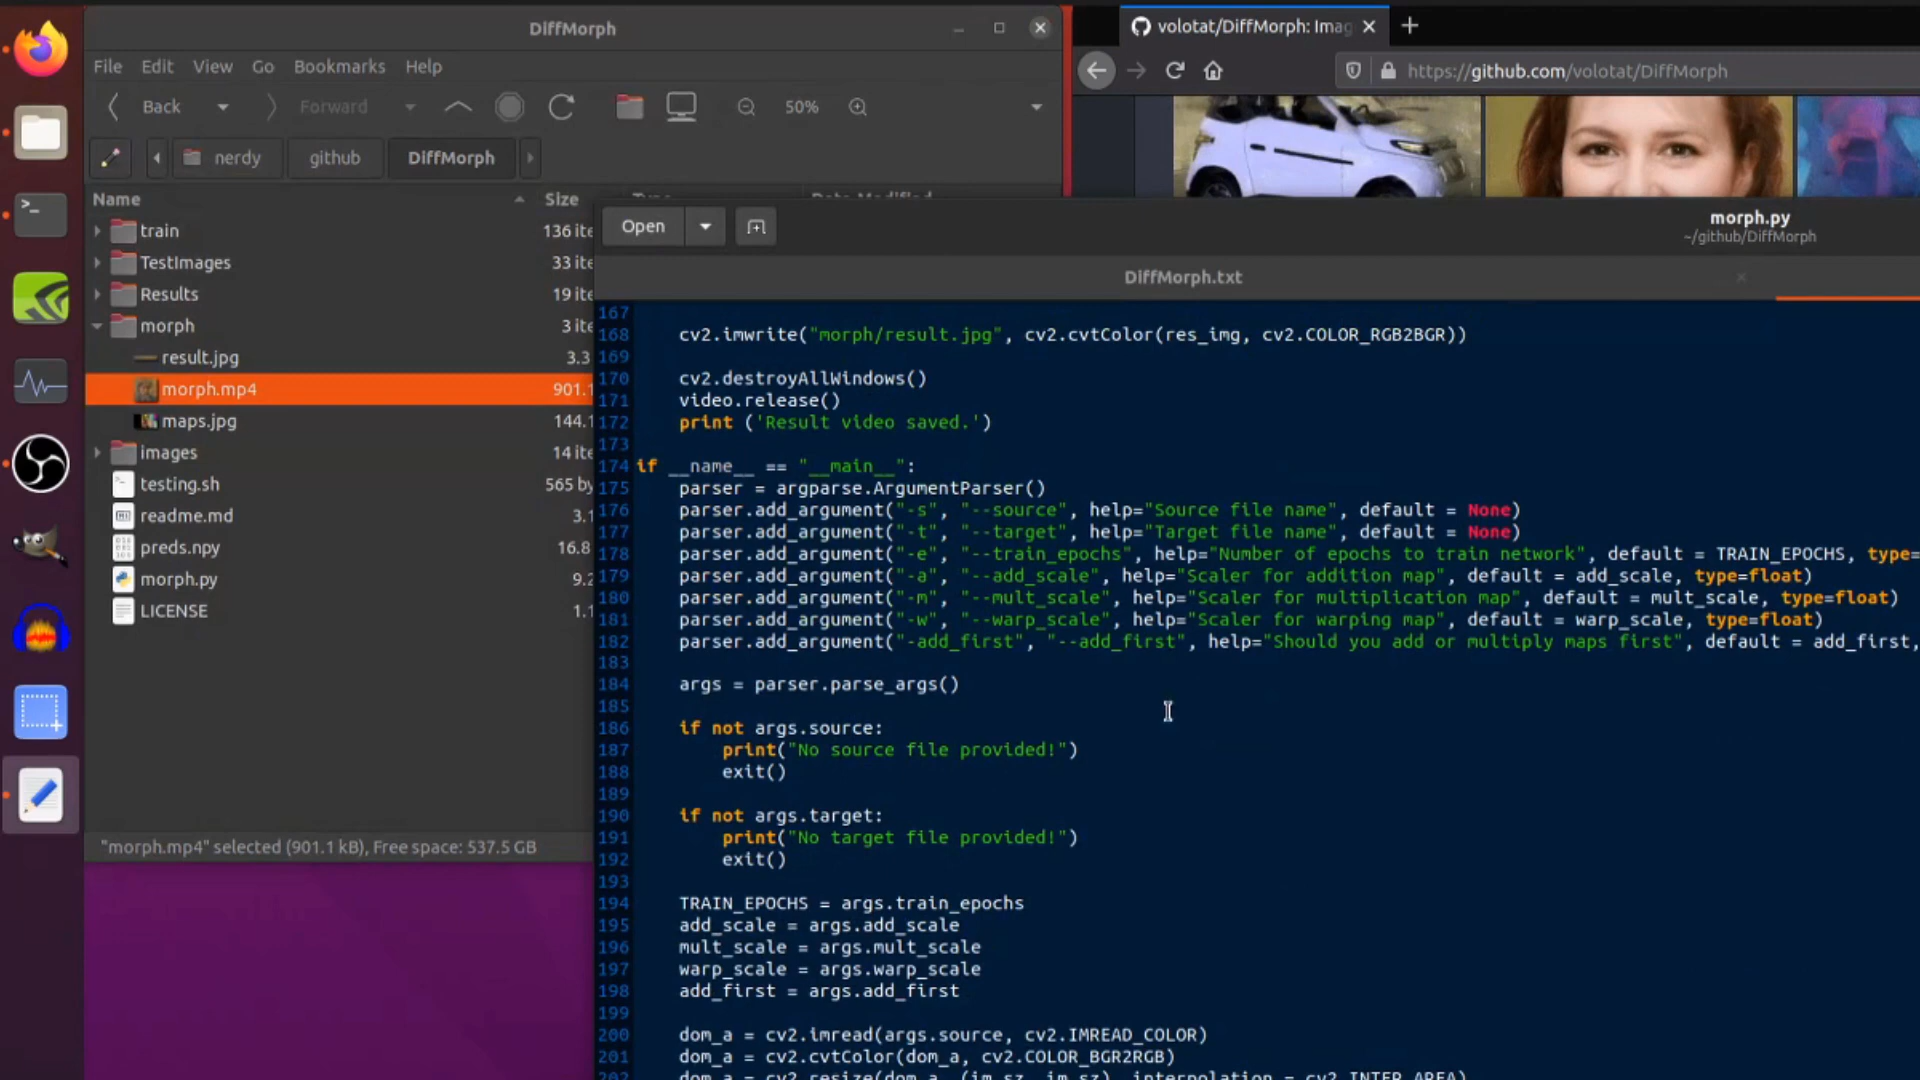 DiffMorph
File Edit View Go Bookmarks Help
Back Forward 50%
nerdy github DiffMorph
Name Size
train 136 ite
TestImages 33 ite
Results 19 ite
morph 3 ite
result.jpg 3.3
morph.mp4 901.1
maps.jpg 144.1
images 14 ite
testing.sh 565 by
readme.md 3.1
preds.npy 16.8
morph.py 9.2
LICENSE 1.1
"morph.mp4" selected (901.1 kB), Free space: 537.5 GB
volotat/DiffMorph: Imag
https://github.com/volotat/DiffMorph
Open
morph.py
~/github/DiffMorph
DiffMorph.txt
167
168 cv2.imwrite("morph/result.jpg", cv2.cvtColor(res_img, cv2.COLOR_RGB2BGR))
169
170 cv2.destroyAllWindows()
171 video.release()
172 print ('Result video saved.')
173
174 if __name__ == "__main__":
175 parser = argparse.ArgumentParser()
176 parser.add_argument("-s", "--source", help="Source file name", default = None)
177 parser.add_argument("-t", "--target", help="Target file name", default = None)
178 parser.add_argument("-e", "--train_epochs", help="Number of epochs to train network", default = TRAIN_EPOCHS, type=
179 parser.add_argument("-a", "--add_scale", help="Scaler for addition map", default = add_scale, type=float)
180 parser.add_argument("-m", "--mult_scale", help="Scaler for multiplication map", default = mult_scale, type=float)
181 parser.add_argument("-w", "--warp_scale", help="Scaler for warping map", default = warp_scale, type=float)
182 parser.add_argument("-add_first", "--add_first", help="Should you add or multiply maps first", default = add_first,
183
184 args = parser.parse_args()
185
186 if not args.source:
187 print("No source file provided!")
188 exit()
189
190 if not args.target:
191 print("No target file provided!")
192 exit()
193
194 TRAIN_EPOCHS = args.train_epochs
195 add_scale = args.add_scale
196 mult_scale = args.mult_scale
197 warp_scale = args.warp_scale
198 add_first = args.add_first
199
200 dom_a = cv2.imread(args.source, cv2.IMREAD_COLOR)
201 dom_a = cv2.cvtColor(dom_a, cv2.COLOR_BGR2RGB)
202 dom_a = cv2.resize(dom_a, (im_sz, im_sz), interpolation = cv2.INTER_AREA)